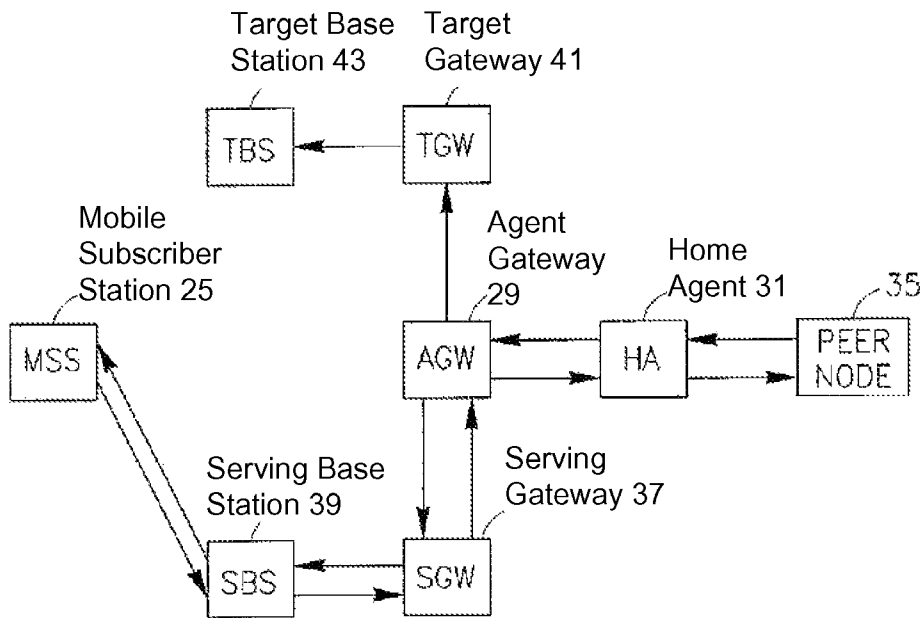 Target Base
Station 43
Target
Gateway 41
TBS
TGW
Mobile
Subscriber
Station 25
Agent
Gateway
29
Home
Agent 31
35
MSS
AGW
HA
PEER
NODE
Serving Base
Station 39
Serving
Gateway 37
SBS
SGW